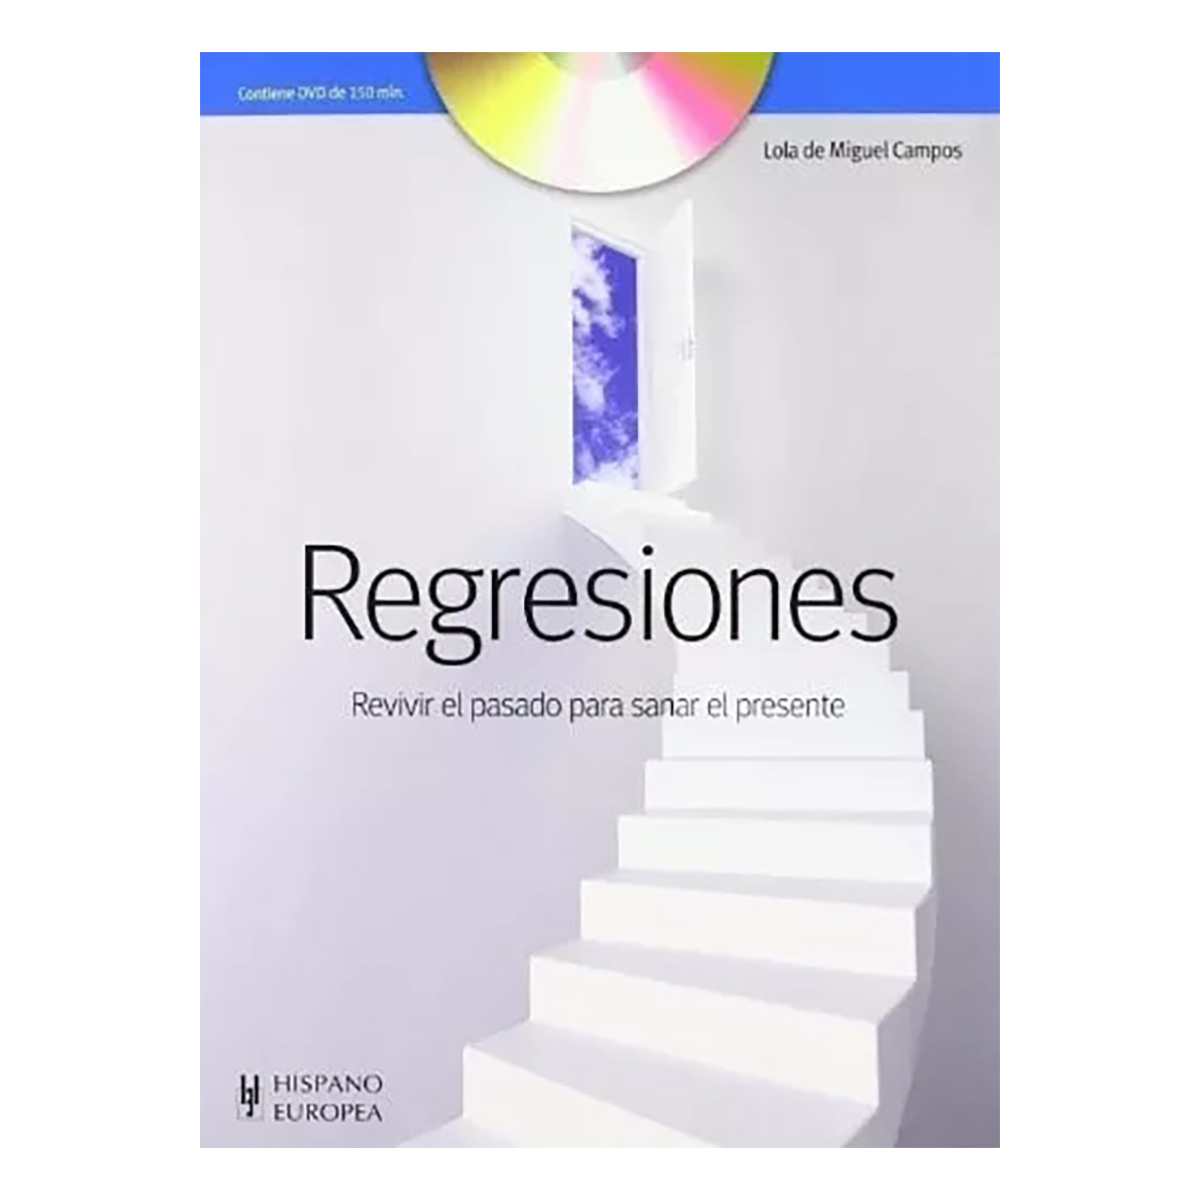 Contiene DVD de 150 min.
Lola de Miguel Campos
Regresiones
Revivir el pasado para sanar el presente
HISPANO
EUROPEA